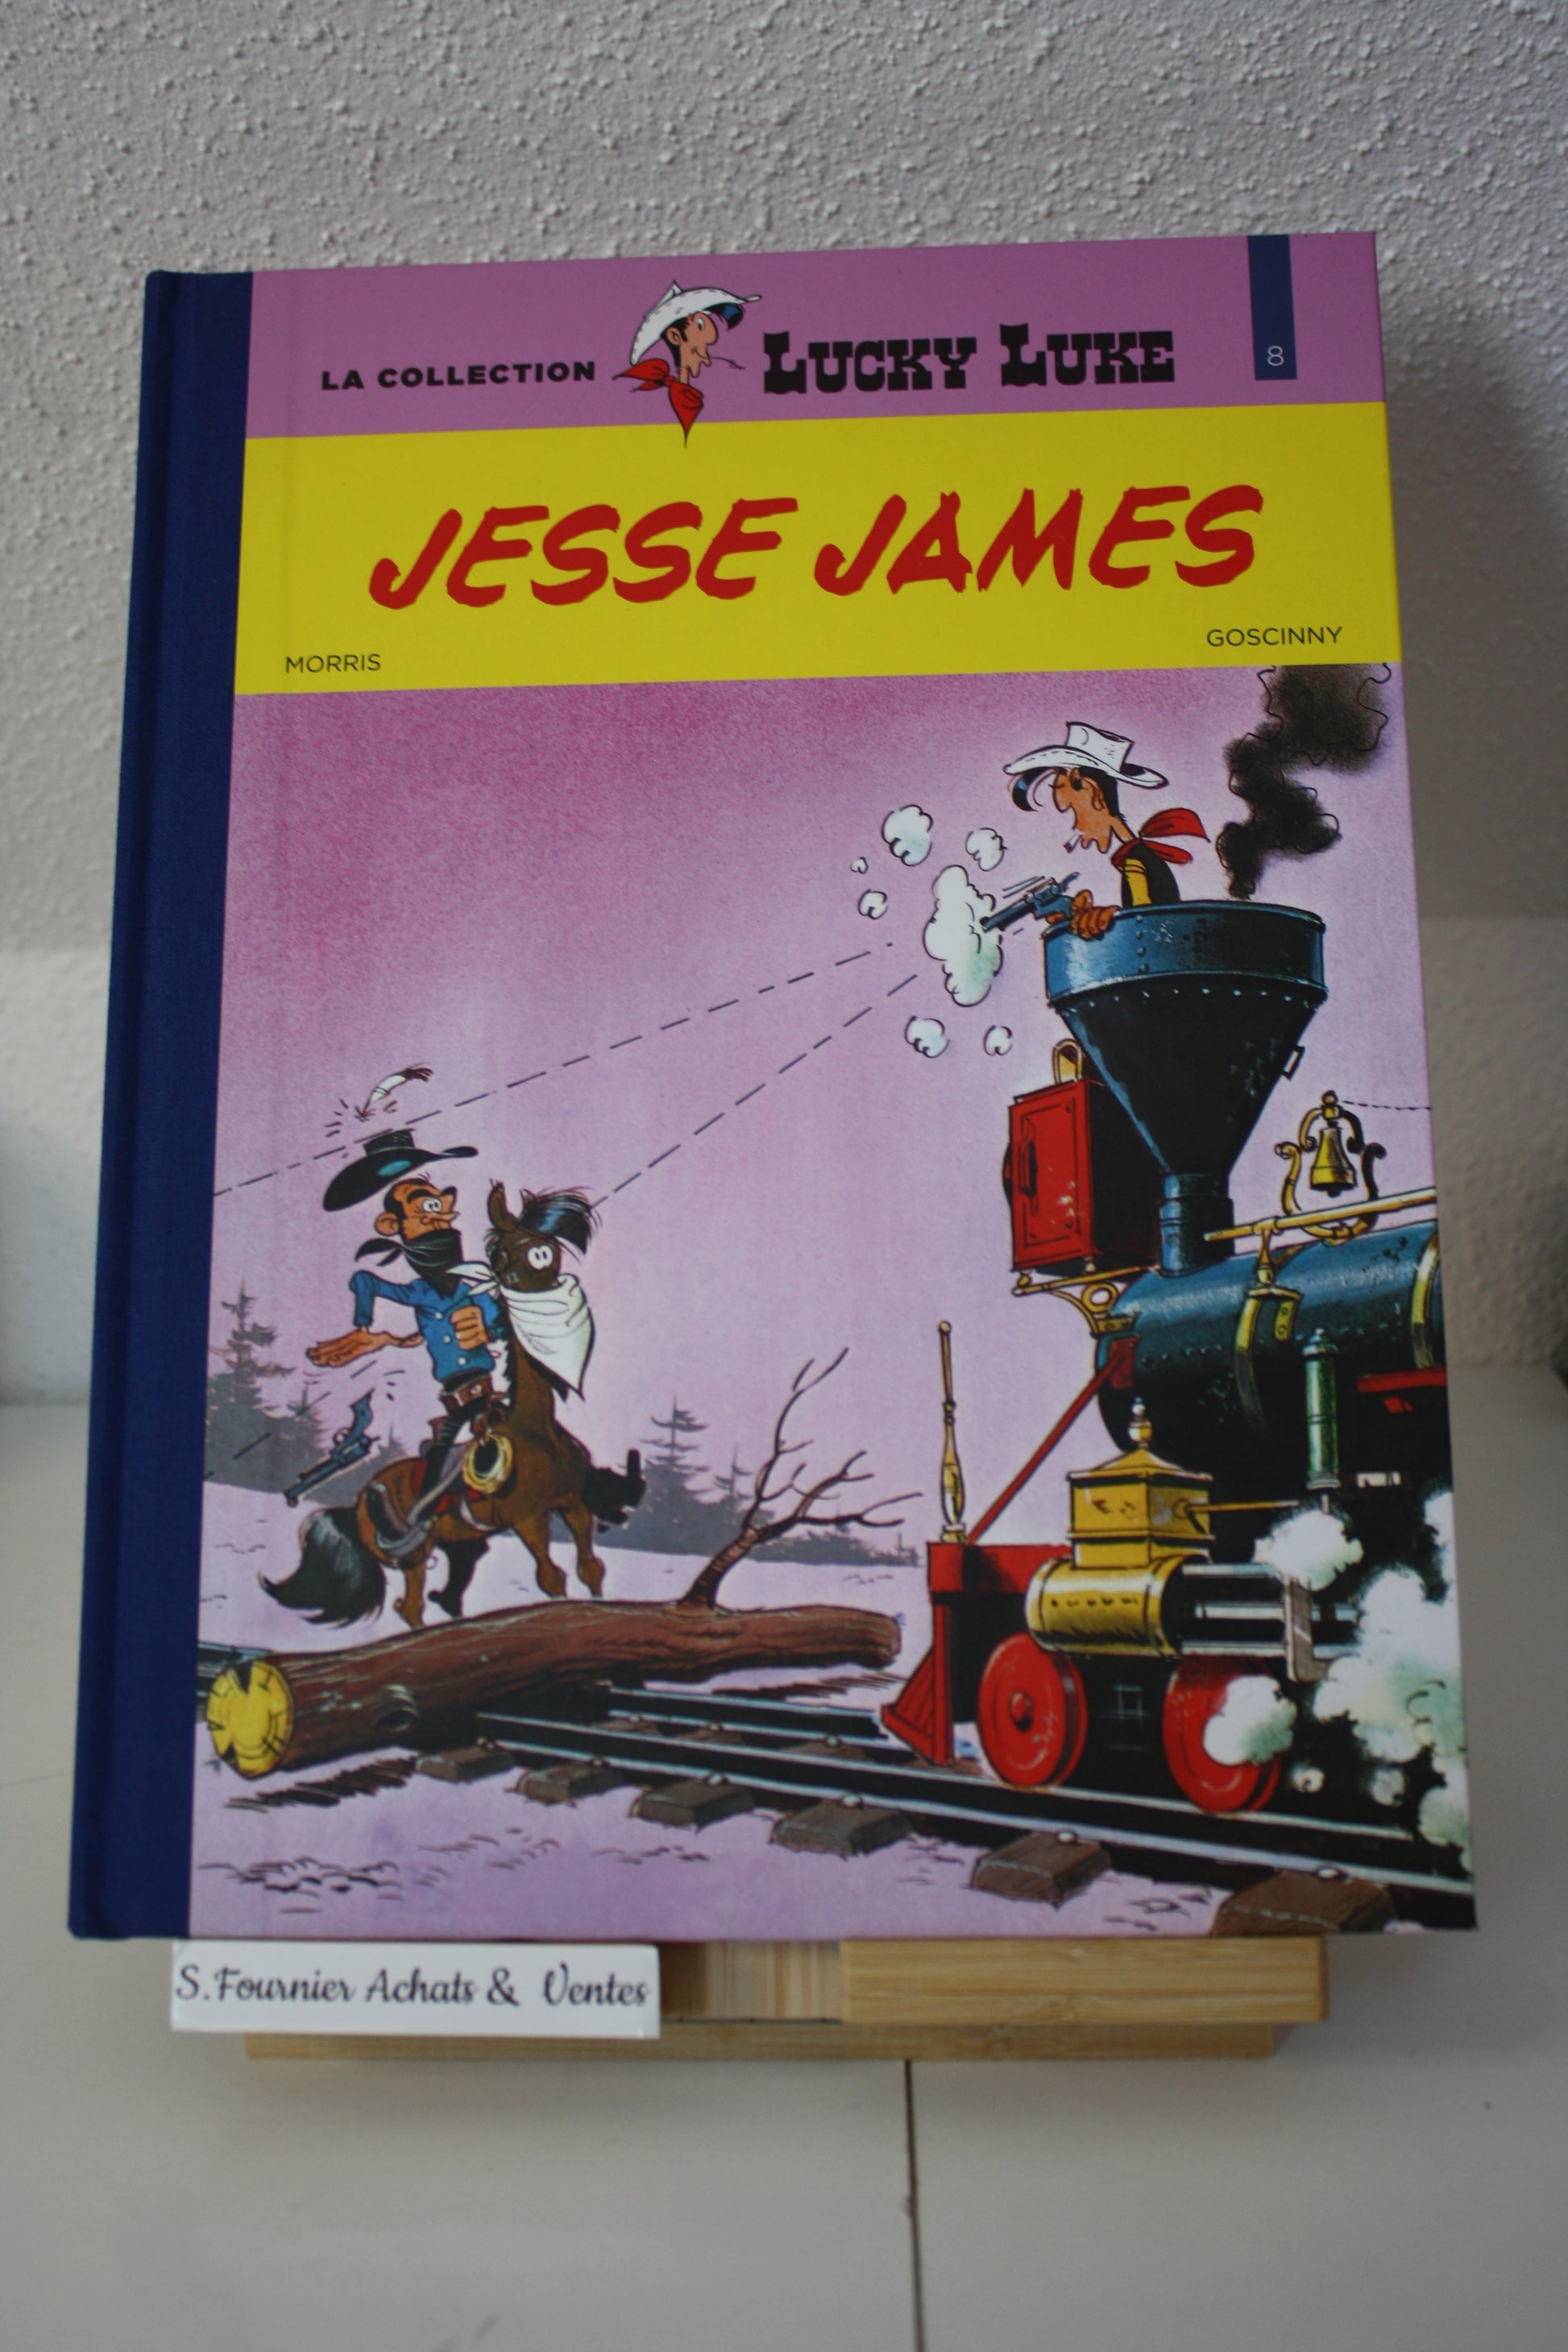 LA COLLECTION LUCKY LUKE 8
JESSE JAMES
MORRIS GOSCINNY
S.Fournier Achats & Ventes